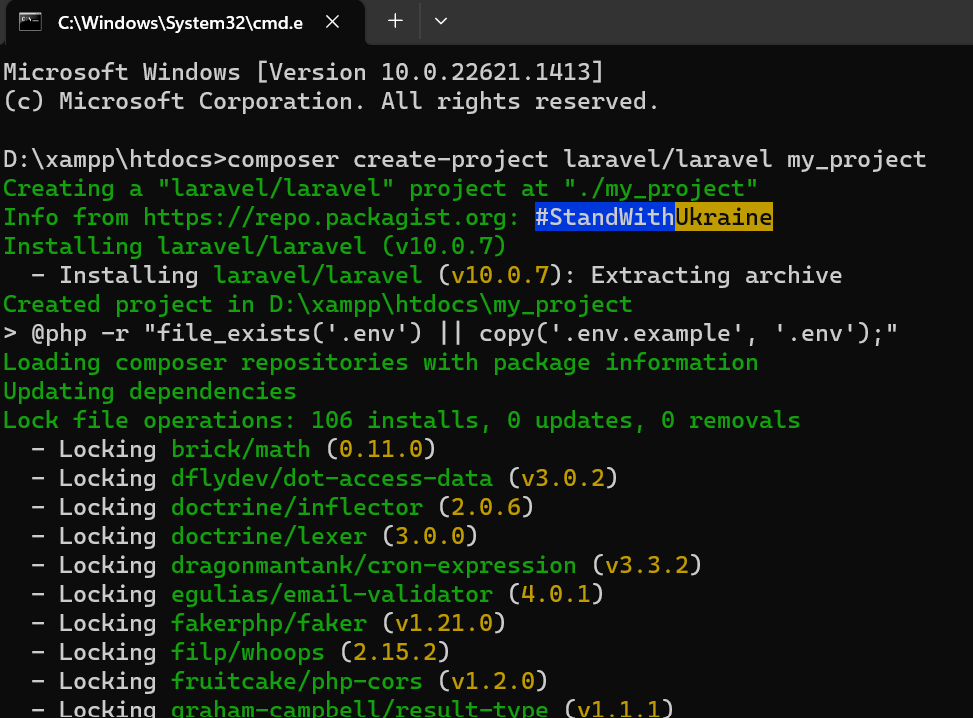 C:\Windows\System32\cmd.e
Microsoft Windows [Version 10.0.22621.1413]
(c) Microsoft Corporation. All rights reserved.
D:\xampp\htdocs>composer create-project laravel/laravel my_project
Creating a "laravel/laravel" project at "./my_project"
Info from https://repo.packagist.org: #StandWithUkraine
Installing laravel/laravel (v10.0.7)
  - Installing laravel/laravel (v10.0.7): Extracting archive
Created project in D:\xampp\htdocs\my_project
> @php -r "file_exists('.env') || copy('.env.example', '.env');"
Loading composer repositories with package information
Updating dependencies
Lock file operations: 106 installs, 0 updates, 0 removals
  - Locking brick/math (0.11.0)
  - Locking dflydev/dot-access-data (v3.0.2)
  - Locking doctrine/inflector (2.0.6)
  - Locking doctrine/lexer (3.0.0)
  - Locking dragonmantank/cron-expression (v3.3.2)
  - Locking egulias/email-validator (4.0.1)
  - Locking fakerphp/faker (v1.21.0)
  - Locking filp/whoops (2.15.2)
  - Locking fruitcake/php-cors (v1.2.0)
  - Locking graham-campbell/result-type (v1.1.1)